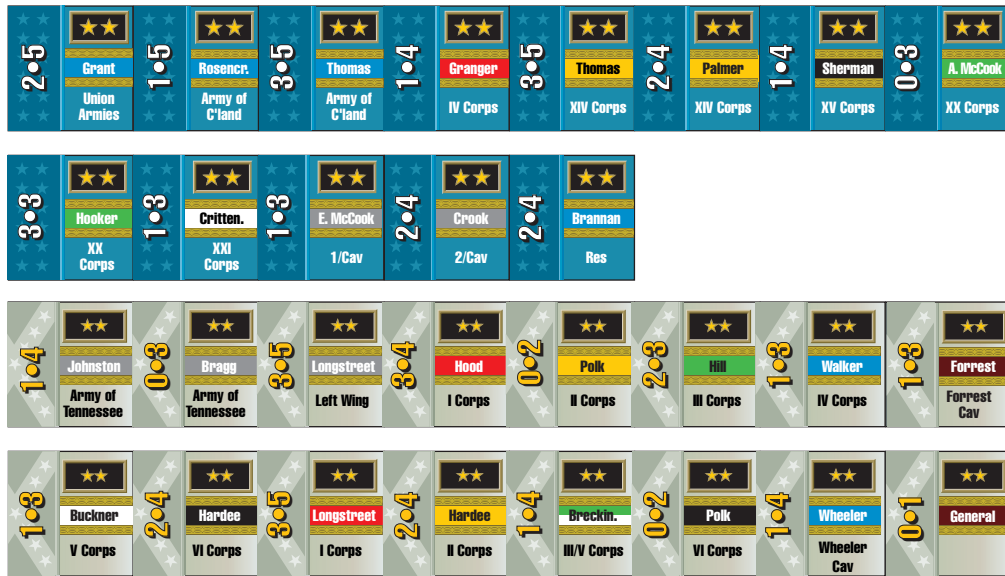 2•5 Grant Union Armies
1•5 Rosencr. Army of C'land
3•5 Thomas Army of C'land
1•4 Granger IV Corps
3•5 Thomas XIV Corps
2•4 Palmer XIV Corps
1•4 Sherman XV Corps
0•3 A. McCook XX Corps
3•3 Hooker XX Corps
1•3 Critten. XXI Corps
1•3 E. McCook 1/Cav
2•4 Crook 2/Cav
2•4 Brannan Res
1•4 Johnston Army of Tennessee
0•3 Bragg Army of Tennessee
3•5 Longstreet Left Wing
3•4 Hood I Corps
0•2 Polk II Corps
2•3 Hill III Corps
1•3 Walker IV Corps
1•3 Forrest Forrest Cav
1•3 Buckner V Corps
2•4 Hardee VI Corps
3•5 Longstreet I Corps
2•4 Hardee II Corps
1•4 Breckin. III/V Corps
0•2 Polk VI Corps
1•4 Wheeler Wheeler Cav
0•1 General